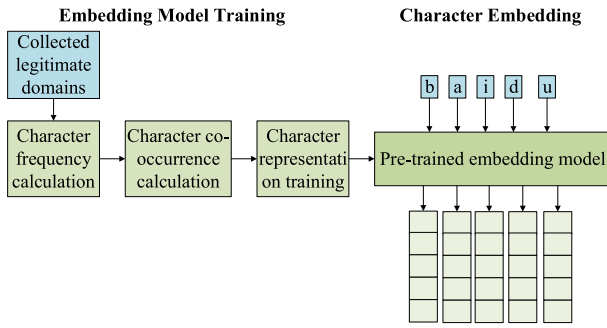 Embedding Model Training
Character Embedding
Collected
legitimate
domains
b a i d u
Character
frequency
calculation
Character co-
occurrence
calculation
Character
representati
on training
Pre-trained embedding model